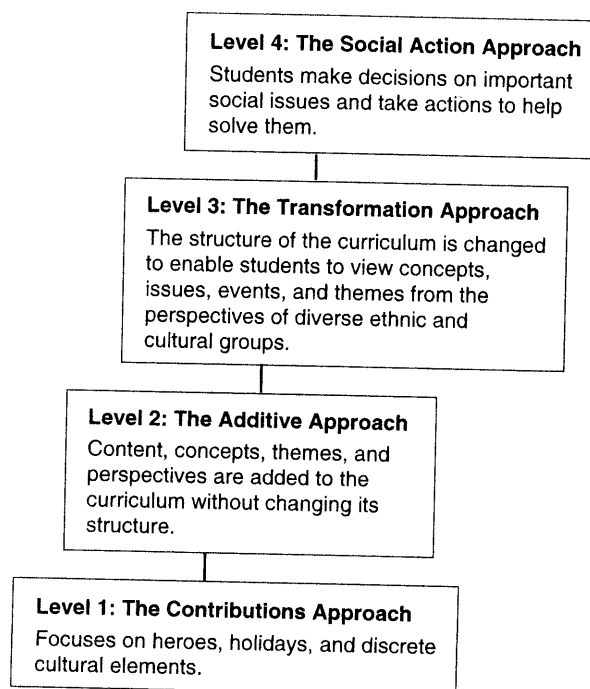 Level 4: The Social Action Approach
Students make decisions on important
social issues and take actions to help
solve them.
Level 3: The Transformation Approach
The structure of the curriculum is changed
to enable students to view concepts,
issues, events, and themes from the
perspectives of diverse ethnic and
cultural groups.
Level 2: The Additive Approach
Content, concepts, themes, and
perspectives are added to the
curriculum without changing its
structure.
Level 1: The Contributions Approach
Focuses on heroes, holidays, and discrete
cultural elements.